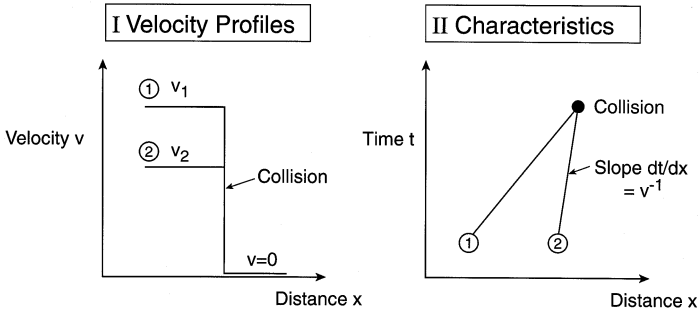 I Velocity Profiles
① v₁
Velocity v
② v₂
Collision
v=0
Distance x
II Characteristics
Collision
Time t
Slope dt/dx
= v⁻¹
①
②
Distance x